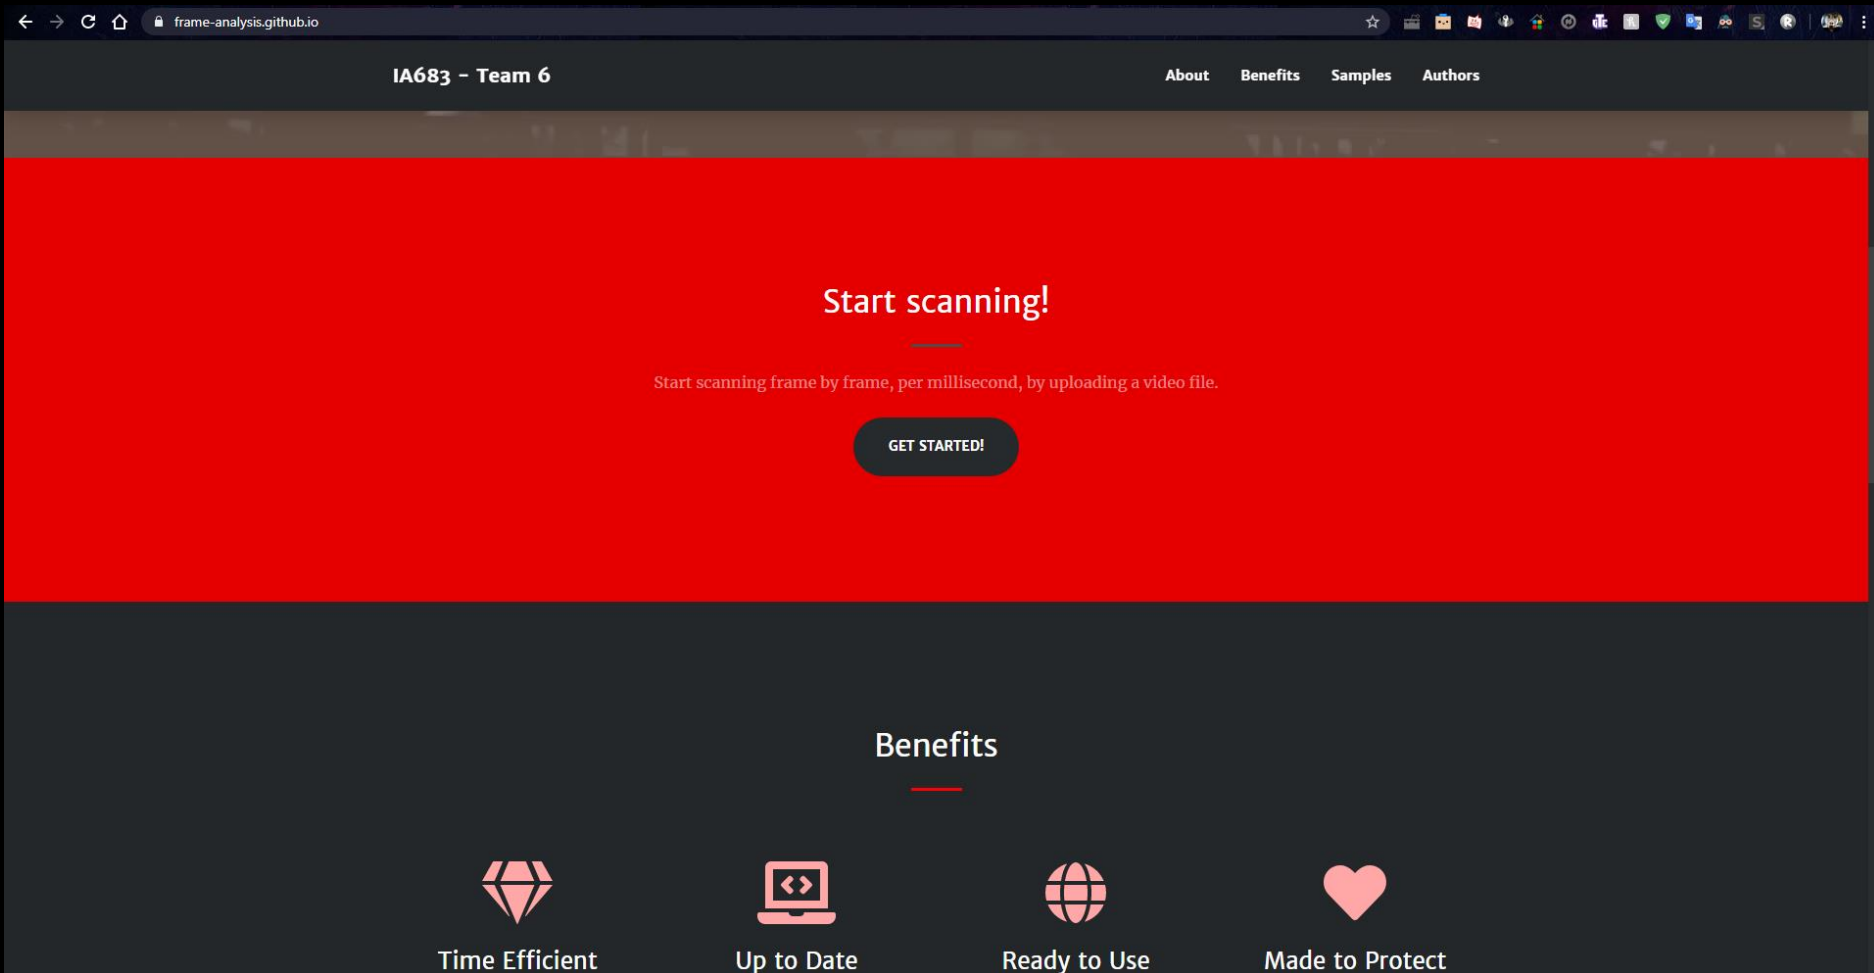 frame-analysis.github.io
IA683 - Team 6
About Benefits Samples Authors
Start scanning!
Start scanning frame by frame, per millisecond, by uploading a video file.
GET STARTED!
Benefits
Time Efficient
Up to Date
Ready to Use
Made to Protect